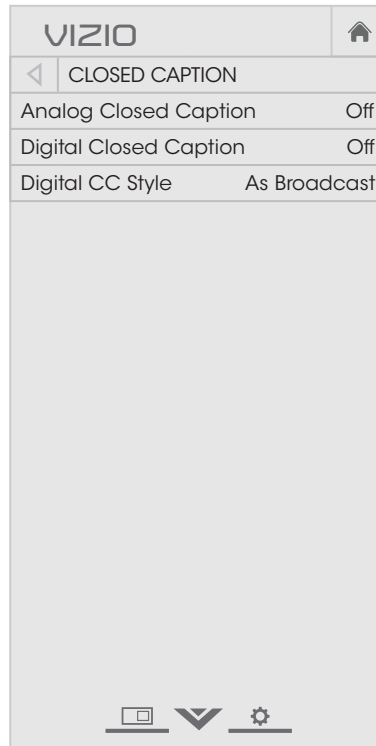 VIZIO
CLOSED CAPTION
Analog Closed Caption Off
Digital Closed Caption Off
Digital CC Style As Broadcast